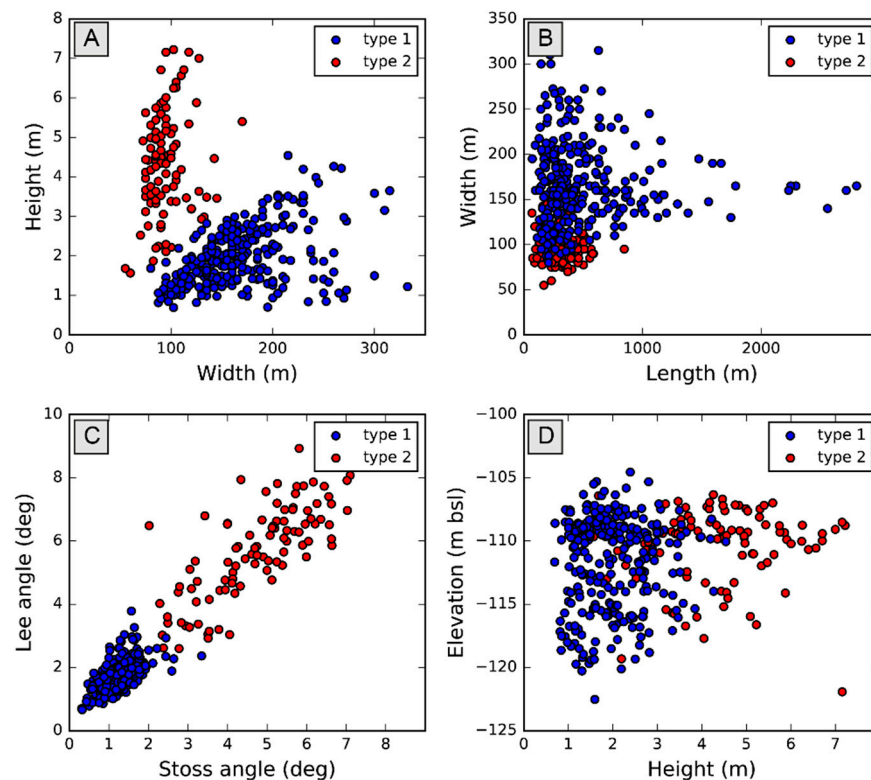 A
type 1
type 2
Height (m)
8
7
6
5
4
3
2
1
0
0
100
200
300
Width (m)
B
type 1
type 2
Width (m)
350
300
250
200
150
100
50
0
0
1000
2000
Length (m)
C
type 1
type 2
Lee angle (deg)
10
8
6
4
2
0
0
1
2
3
4
5
6
7
8
9
Stoss angle (deg)
D
type 1
type 2
Elevation (m bsl)
−100
−105
−110
−115
−120
−125
0
1
2
3
4
5
6
7
Height (m)